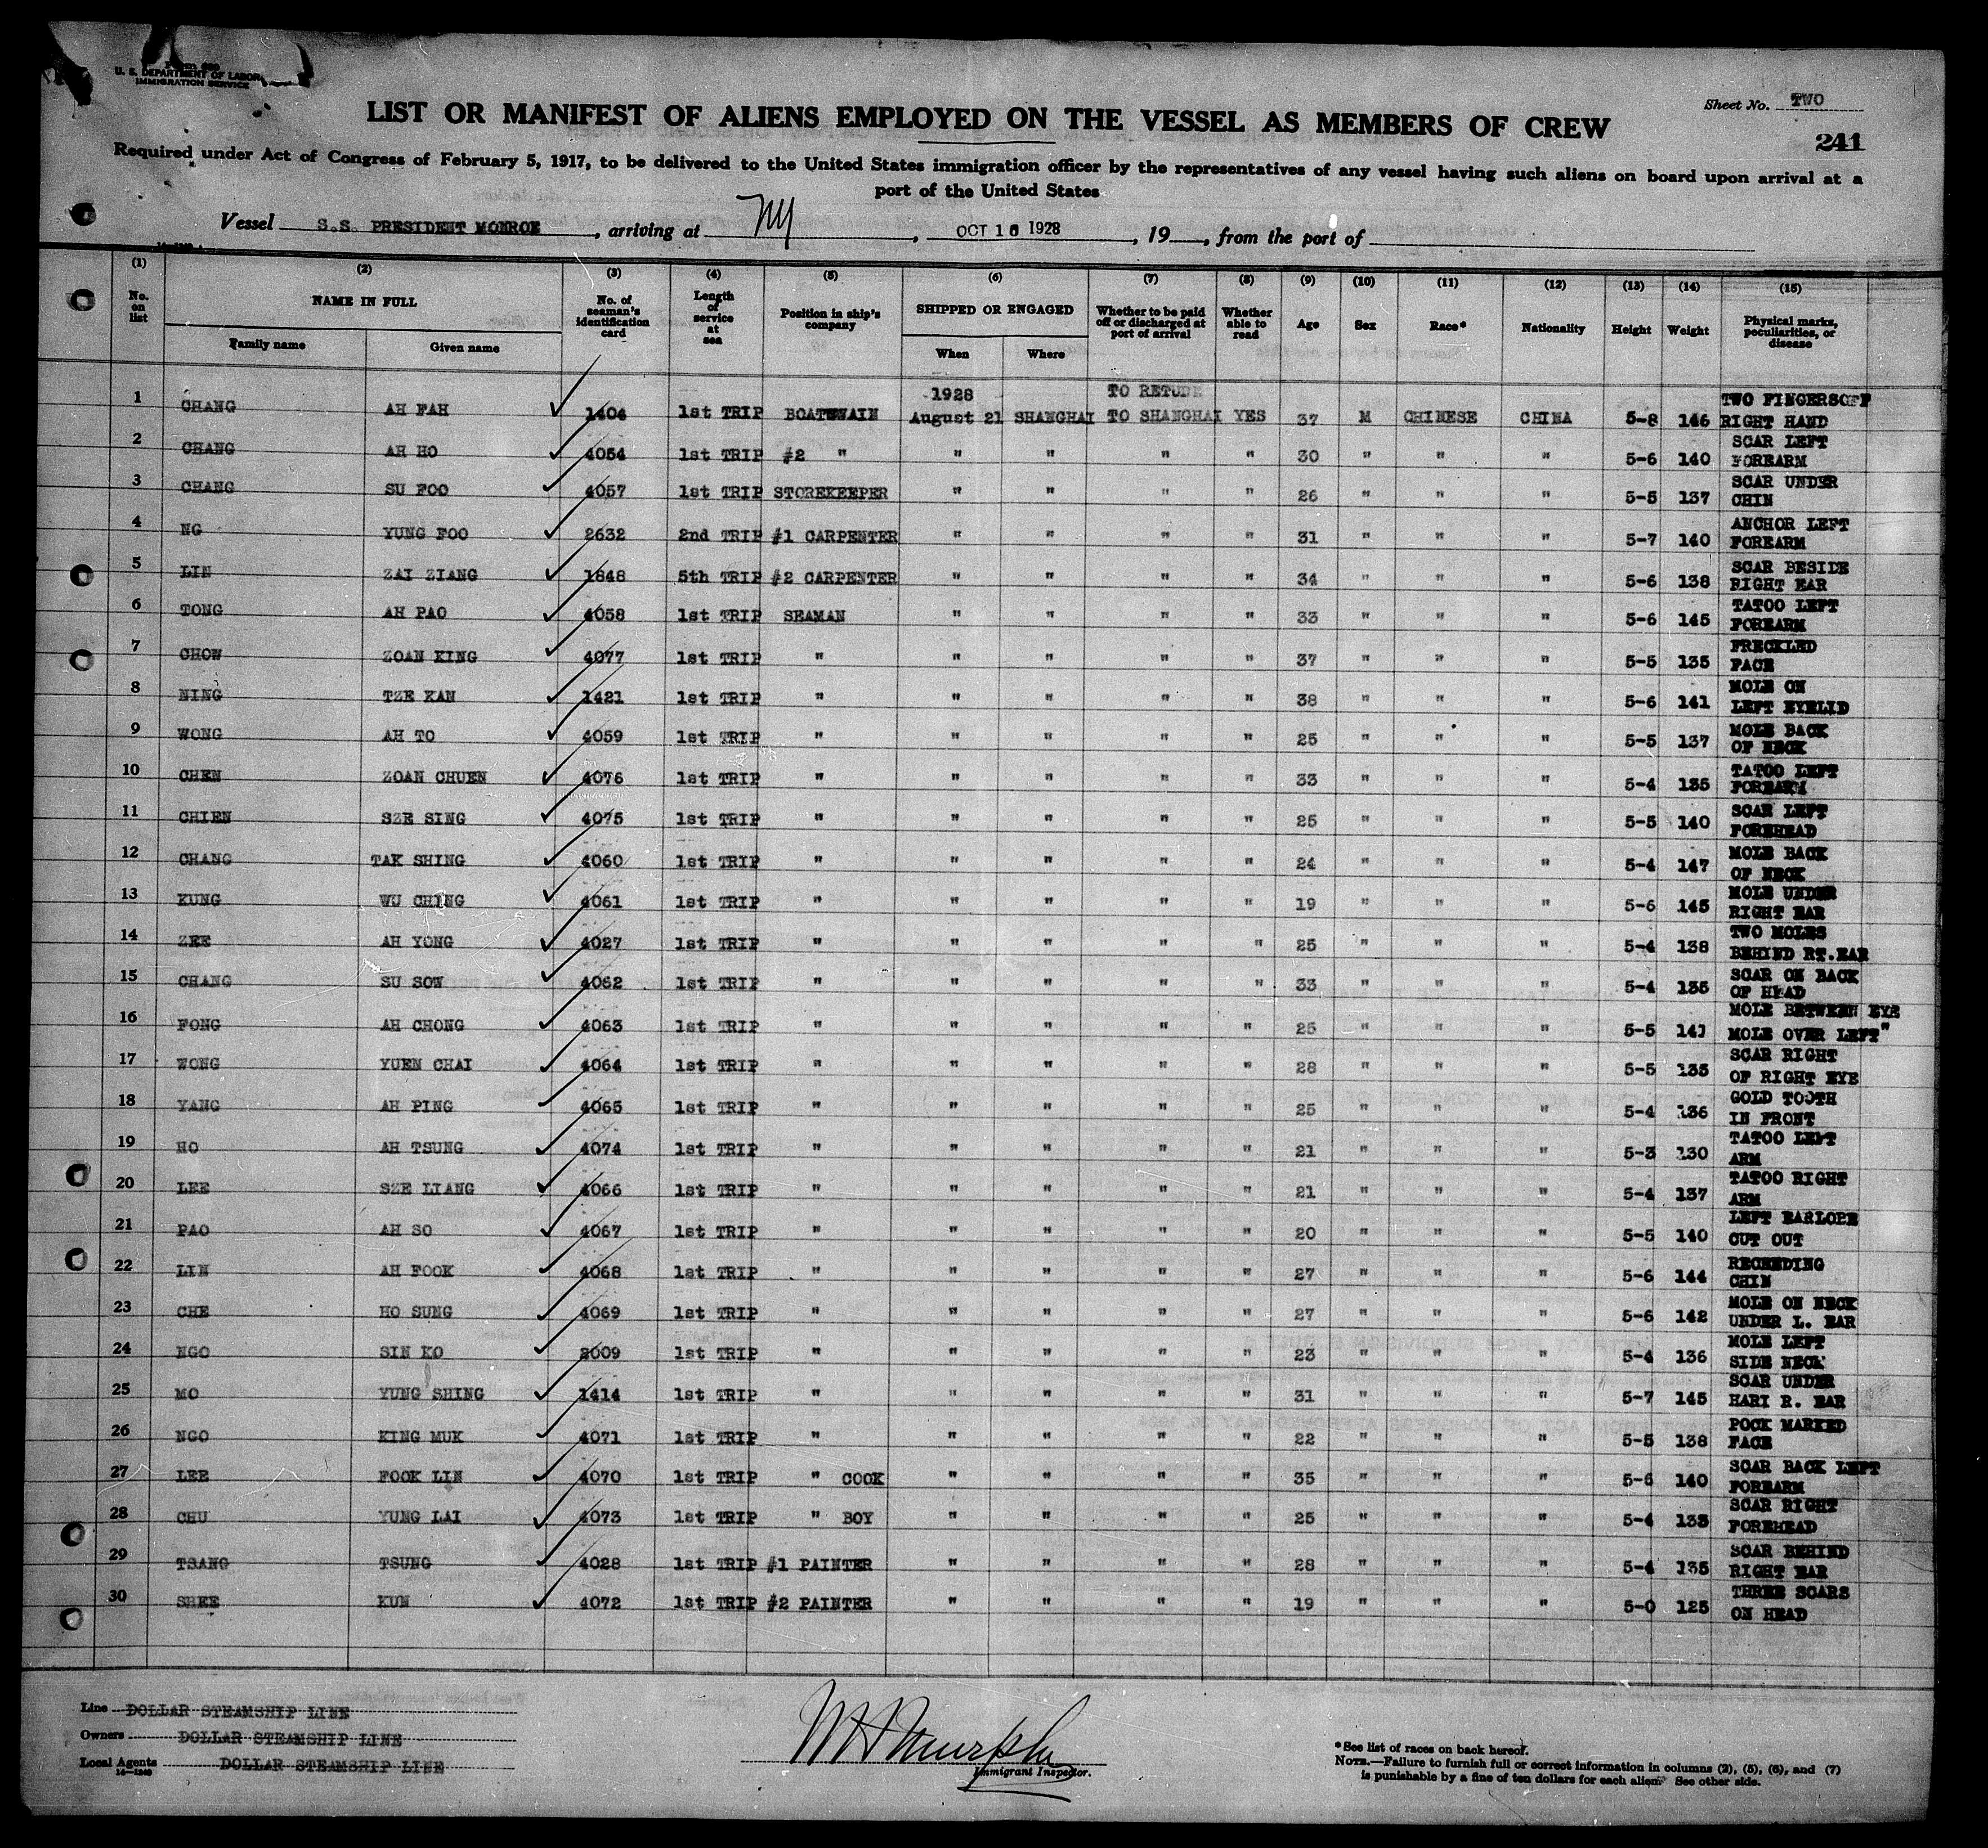 U. S. DEPARTMENT OF LABOR
IMMIGRATION SERVICE
Sheet No. TWO
LIST OR MANIFEST OF ALIENS EMPLOYED ON THE VESSEL AS MEMBERS OF CREW
241
Required under Act of Congress of February 5, 1917, to be delivered to the United States immigration officer by the representatives of any vessel having such aliens on board upon arrival at a
port of the United States
Vessel S.S. PRESIDENT MONROE, arriving at NY, OCT 16 1928, 19, from the port of
(1) (2) (3) (4) (5) (6) (7) (8) (9) (10) (11) (12) (13) (14) (15)
No. on list NAME IN FULL Family name Given name No. of seaman's identification card Length of service at sea Position in ship's company SHIPPED OR ENGAGED When Where Whether to be paid off or discharged at port of arrival Whether able to read Age Sex Race* Nationality Height Weight Physical marks, peculiarities, or disease
1 CHANG AH FAH 1404 1st TRIP BOATSWAIN 1928 August 21 SHANGHAI TO RETUDE TO SHANGHAI YES 37 M CHINESE CHINA 5-8 146 TWO FINGERSOFF RIGHT HAND
2 CHANG AH HO 4054 1st TRIP #2 " " " " " 30 " " " 5-6 140 SCAR LEFT FOREARM
3 CHANG SU FOO 4057 1st TRIP STOREKEEPER " " " " 26 " " " 5-5 137 SCAR UNDER CHIN
4 NG YUNG FOO 2632 2nd TRIP #1 CARPENTER " " " " 31 " " " 5-7 140 ANCHOR LEFT FOREARM
5 LIN ZAI ZIANG 1848 5th TRIP #2 CARPENTER " " " " 34 " " " 5-6 138 SCAR BESIDE RIGHT EAR
6 TONG AH PAO 4058 1st TRIP SEAMAN " " " " 33 " " " 5-6 145 TATOO LEFT FOREARM
7 CHOW ZOAN KING 4077 1st TRIP " " " " " 37 " " " 5-5 135 FRECKLED FACE
8 NING TZE KAN 1421 1st TRIP " " " " " 38 " " " 5-6 141 MOLE ON LEFT EYELID
9 WONG AH TO 4059 1st TRIP " " " " " 25 " " " 5-5 137 MOLE BACK OF NECK
10 CHEN ZOAN CHUEN 4076 1st TRIP " " " " " 33 " " " 5-4 135 TATOO LEFT FOREARM
11 CHIEN SZE SING 4075 1st TRIP " " " " " 25 " " " 5-5 140 SCAR LEFT FOREHEAD
12 CHANG TAK SHING 4060 1st TRIP " " " " " 24 " " " 5-4 147 MOLE BACK OF NECK
13 KUNG WU CHING 4061 1st TRIP " " " " " 19 " " " 5-6 145 MOLE UNDER RIGHT EAR
14 ZEE AH YONG 4027 1st TRIP " " " " " 25 " " " 5-4 138 TWO MOLES BEHIND RT.EAR
15 CHANG SU SOW 4062 1st TRIP " " " " " 33 " " " 5-4 135 SCAR ON BACK OF HEAD
16 FONG AH CHONG 4063 1st TRIP " " " " " 25 " " " 5-5 141 MOLE BETWEEN EYE MOLE OVER LEFT"
17 WONG YUEN CHAI 4064 1st TRIP " " " " " 28 " " " 5-5 135 SCAR RIGHT OF RIGHT EYE
18 YANG AH PING 4065 1st TRIP " " " " " 25 " " " 5-4 136 GOLD TOOTH IN FRONT
19 HO AH TSUNG 4074 1st TRIP " " " " " 21 " " " 5-3 130 TATOO LEFT ARM
20 LEE SZE LIANG 4066 1st TRIP " " " " " 21 " " " 5-4 137 TATOO RIGHT ARM
21 PAO AH SO 4067 1st TRIP " " " " " 20 " " " 5-5 140 LEFT EARLOBE CUT OUT
22 LIN AH FOOK 4068 1st TRIP " " " " " 27 " " " 5-6 144 RECEEDING CHIN
23 CHE HO SUNG 4069 1st TRIP " " " " " 27 " " " 5-6 142 MOLE ON NECK UNDER L. EAR
24 NGO SIN KO 2009 1st TRIP " " " " " 23 " " " 5-4 136 MOLE LEFT SIDE NECK
25 MO YUNG SHING 1414 1st TRIP " " " " " 31 " " " 5-7 145 SCAR UNDER HARI R. EAR
26 NGO KING MUK 4071 1st TRIP " " " " " 22 " " " 5-5 138 POCK MARKED FACE
27 LEE FOOK LIN 4070 1st TRIP " COOK " " " " 35 " " " 5-6 140 SCAR BACK LEFT FOREARM
28 CHU YUNG LAI 4073 1st TRIP " BOY " " " " 25 " " " 5-4 133 SCAR RIGHT FOREHEAD
29 TSANG TSUNG 4028 1st TRIP #1 PAINTER " " " " 28 " " " 5-4 135 SCAR BEHIND RIGHT EAR
30 SHEE KUN 4072 1st TRIP #2 PAINTER " " " " 19 " " " 5-0 125 THREE SCARS ON HEAD
Line DOLLAR STEAMSHIP LINE
Owners DOLLAR STEAMSHIP LINE
Local Agents DOLLAR STEAMSHIP LINE
Immigrant Inspector.
*See list of races on back hereof.
NOTE.—Failure to furnish full or correct information in columns (2), (5), (6), and (7)
is punishable by a fine of ten dollars for each alien. See other side.